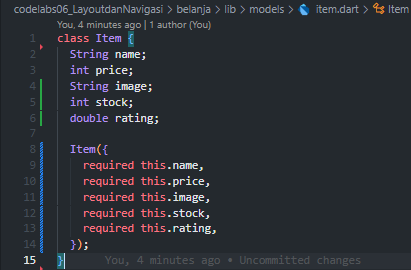 codelabs06_LayoutdanNavigasi > belanja > lib > models > item.dart > Item
You, 4 minutes ago | 1 author (You)
1 class Item {
2 String name;
3 int price;
4 String image;
5 int stock;
6 double rating;
7
8 Item({
9 required this.name,
10 required this.price,
11 required this.image,
12 required this.stock,
13 required this.rating,
14 });
15 } You, 4 minutes ago • Uncommitted changes